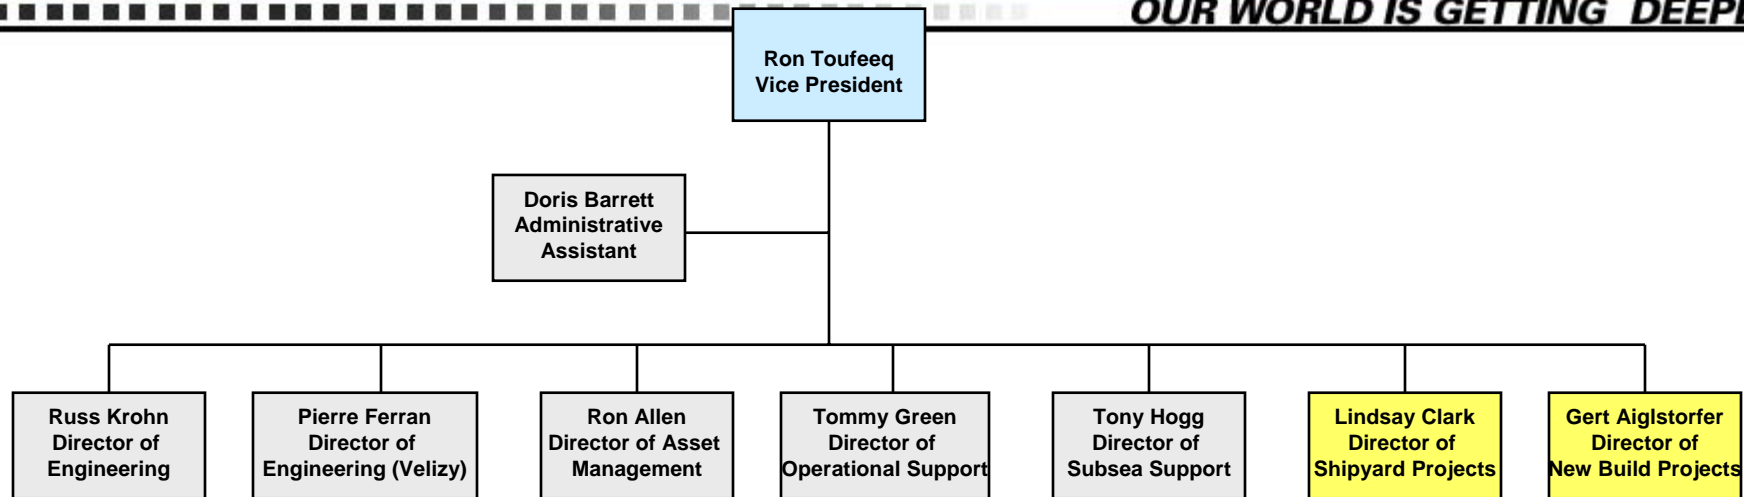 OUR WORLD IS GETTING DEEPE
Ron Toufeeq
Vice President
Doris Barrett
Administrative
Assistant
Russ Krohn
Director of
Engineering
Pierre Ferran
Director of
Engineering (Velizy)
Ron Allen
Director of Asset
Management
Tommy Green
Director of
Operational Support
Tony Hogg
Director of
Subsea Support
Lindsay Clark
Director of
Shipyard Projects
Gert Aiglstorfer
Director of
New Build Projects